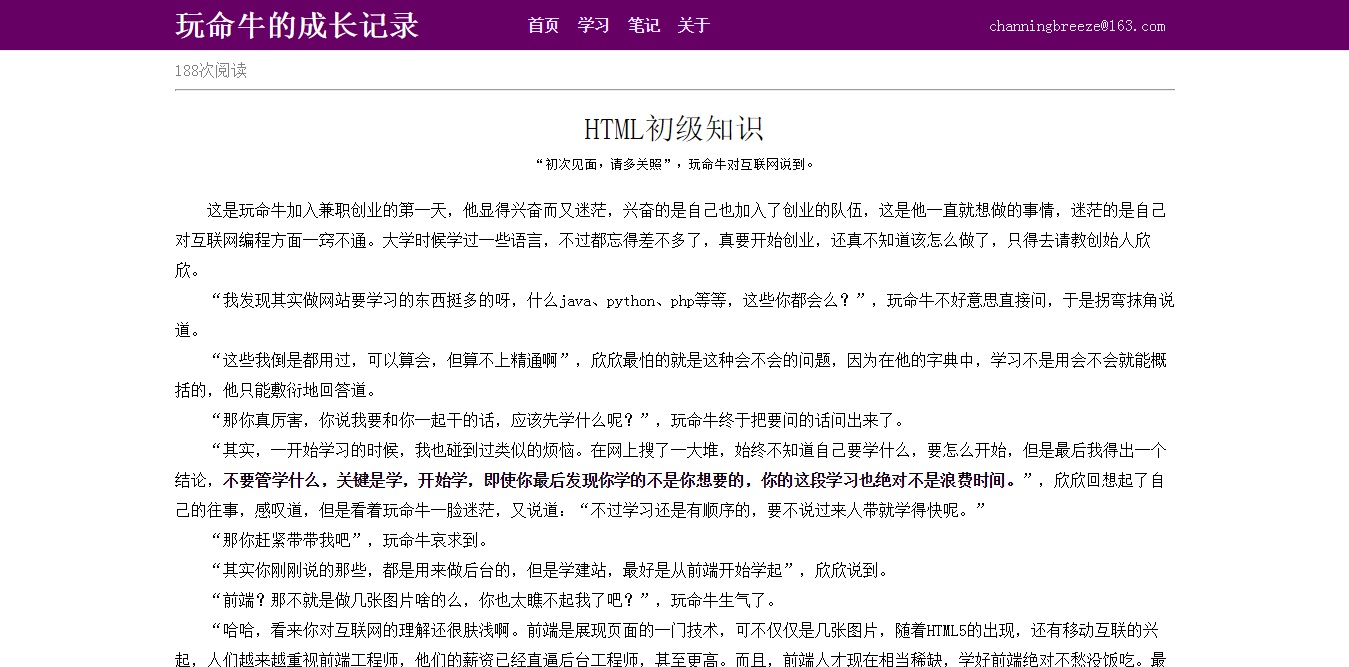 玩命牛的成长记录 首页 学习 笔记 关于 channingbreeze@163.com
188次阅读
HTML初级知识
“初次见面，请多关照”，玩命牛对互联网说到。
这是玩命牛加入兼职创业的第一天，他显得兴奋而又迷茫，兴奋的是自己也加入了创业的队伍，这是他一直就想做的事情，迷茫的是自己
对互联网编程方面一窍不通。大学时候学过一些语言，不过都忘得差不多了，真要开始创业，还真不知道该怎么做了，只得去请教创始人欣
欣。
“我发现其实做网站要学习的东西挺多的呀，什么java、python、php等等，这些你都会么？”，玩命牛不好意思直接问，于是拐弯抹角说
道。
“这些我倒是都用过，可以算会，但算不上精通啊”，欣欣最怕的就是这种会不会的问题，因为在他的字典中，学习不是用会不会就能概
括的，他只能敷衍地回答道。
“那你真厉害，你说我要和你一起干的话，应该先学什么呢？”，玩命牛终于把要问的话问出来了。
“其实，一开始学习的时候，我也碰到过类似的烦恼。在网上搜了一大堆，始终不知道自己要学什么，要怎么开始，但是最后我得出一个
结论，不要管学什么，关键是学，开始学，即使你最后发现你学的不是你想要的，你的这段学习也绝对不是浪费时间。”，欣欣回想起了自
己的往事，感叹道，但是看着玩命牛一脸迷茫，又说道：“不过学习还是有顺序的，要不说过来人带就学得快呢。”
“那你赶紧带带我吧”，玩命牛哀求到。
“其实你刚刚说的那些，都是用来做后台的，但是学建站，最好是从前端开始学起”，欣欣说到。
“前端？那不就是做几张图片啥的么，你也太瞧不起我了吧？”，玩命牛生气了。
“哈哈，看来你对互联网的理解还很肤浅啊。前端是展现页面的一门技术，可不仅仅是几张图片，随着HTML5的出现，还有移动互联的兴
起，人们越来越重视前端工程师，他们的薪资已经直逼后台工程师，甚至更高。而且，前端人才现在相当稀缺，学好前端绝对不愁没饭吃。最